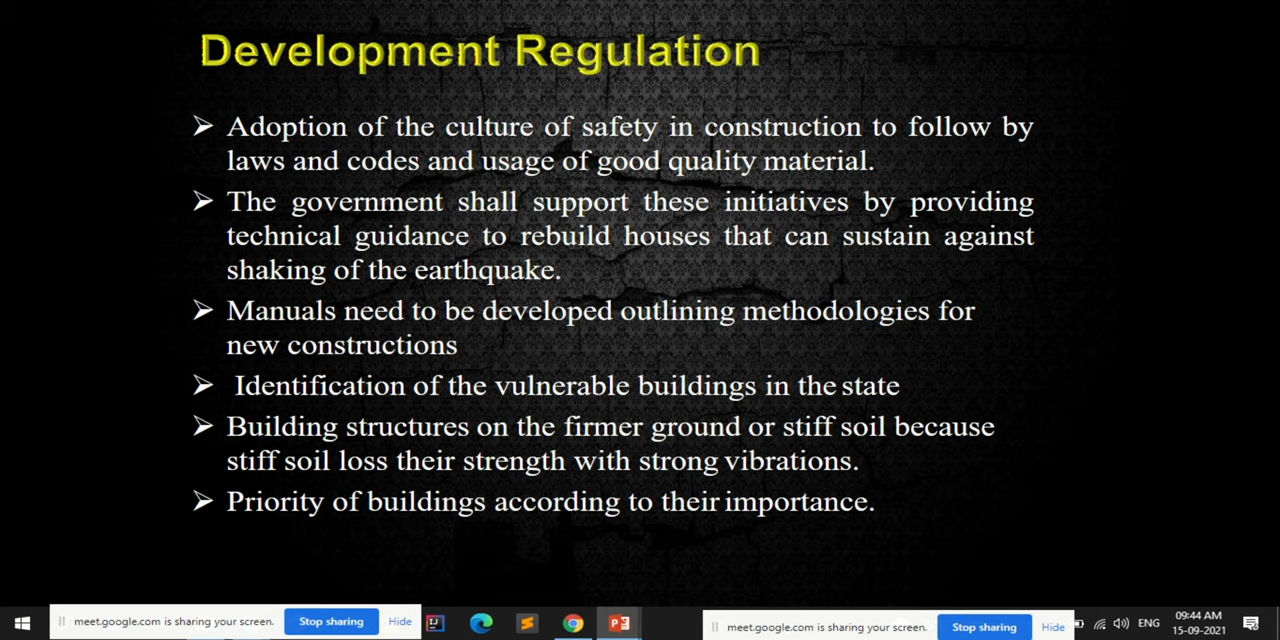 Development Regulation
➢ Adoption of the culture of safety in construction to follow by
laws and codes and usage of good quality material.
➢ The government shall support these initiatives by providing
technical guidance to rebuild houses that can sustain against
shaking of the earthquake.
➢ Manuals need to be developed outlining methodologies for
new constructions
➢ Identification of the vulnerable buildings in the state
➢ Building structures on the firmer ground or stiff soil because
stiff soil loss their strength with strong vibrations.
➢ Priority of buildings according to their importance.
meet.google.com is sharing your screen. Stop sharing Hide
meet.google.com is sharing your screen. Stop sharing Hide
ENG
09:44 AM
15-09-2021